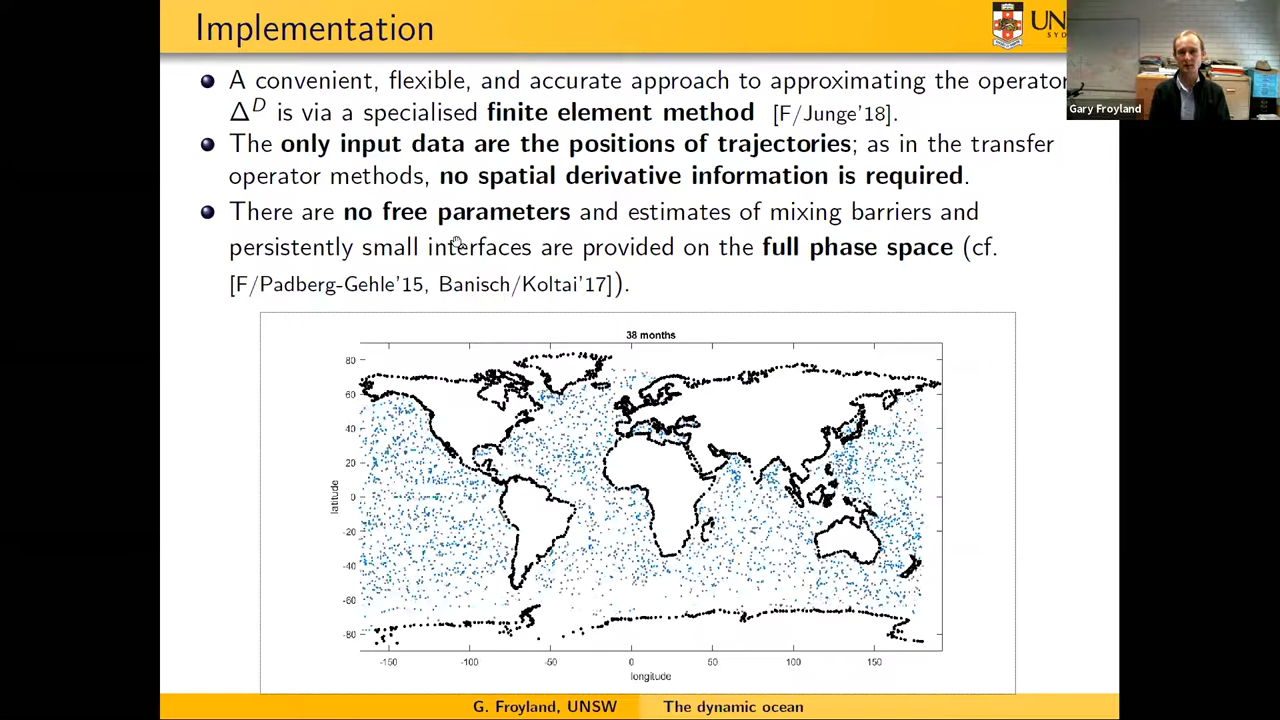 Implementation
UN
SY
Gary Froyland
A convenient, flexible, and accurate approach to approximating the operator
Δ^D is via a specialised finite element method [F/Junge'18].
The only input data are the positions of trajectories; as in the transfer
operator methods, no spatial derivative information is required.
There are no free parameters and estimates of mixing barriers and
persistently small interfaces are provided on the full phase space (cf.
[F/Padberg-Gehle'15, Banisch/Koltai'17]).
38 months
80
60
40
20
0
-20
-40
-60
-80
latitude
-150 -100 -50 0 50 100 150
longitude
G. Froyland, UNSW The dynamic ocean